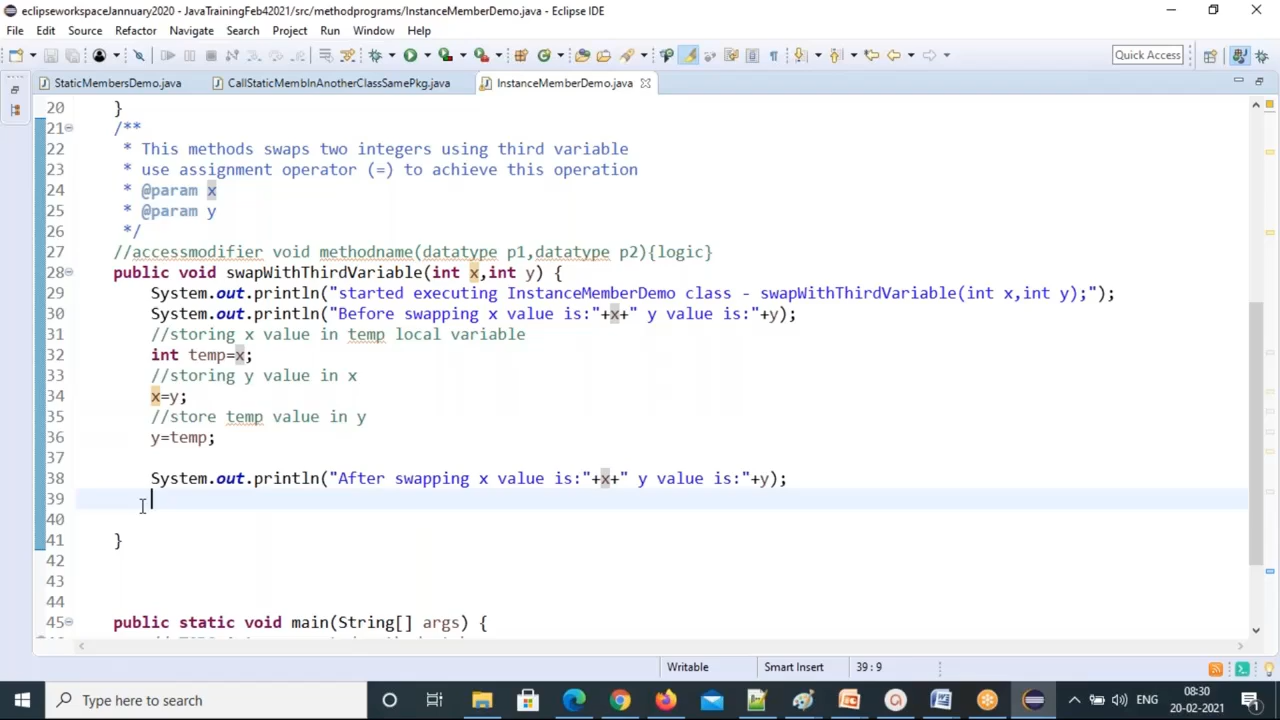 eclipseworkspaceJannuary2020 - JavaTrainingFeb42021/src/methodprograms/InstanceMemberDemo.java - Eclipse IDE
File Edit Source Refactor Navigate Search Project Run Window Help
Quick Access
StaticMembersDemo.java CallStaticMembInAnotherClassSamePkg.java InstanceMemberDemo.java
20 }
21 /**
22 * This methods swaps two integers using third variable
23 * use assignment operator (=) to achieve this operation
24 * @param x
25 * @param y
26 */
27 //accessmodifier void methodname(datatype p1,datatype p2){logic}
28 public void swapWithThirdVariable(int x,int y) {
29 System.out.println("started executing InstanceMemberDemo class - swapWithThirdVariable(int x,int y);");
30 System.out.println("Before swapping x value is:"+x+" y value is:"+y);
31 //storing x value in temp local variable
32 int temp=x;
33 //storing y value in x
34 x=y;
35 //store temp value in y
36 y=temp;
37
38 System.out.println("After swapping x value is:"+x+" y value is:"+y);
39
40
41 }
42
43
44
45 public static void main(String[] args) {
Writable Smart Insert 39 : 9
Type here to search
ENG
08:30
20-02-2021